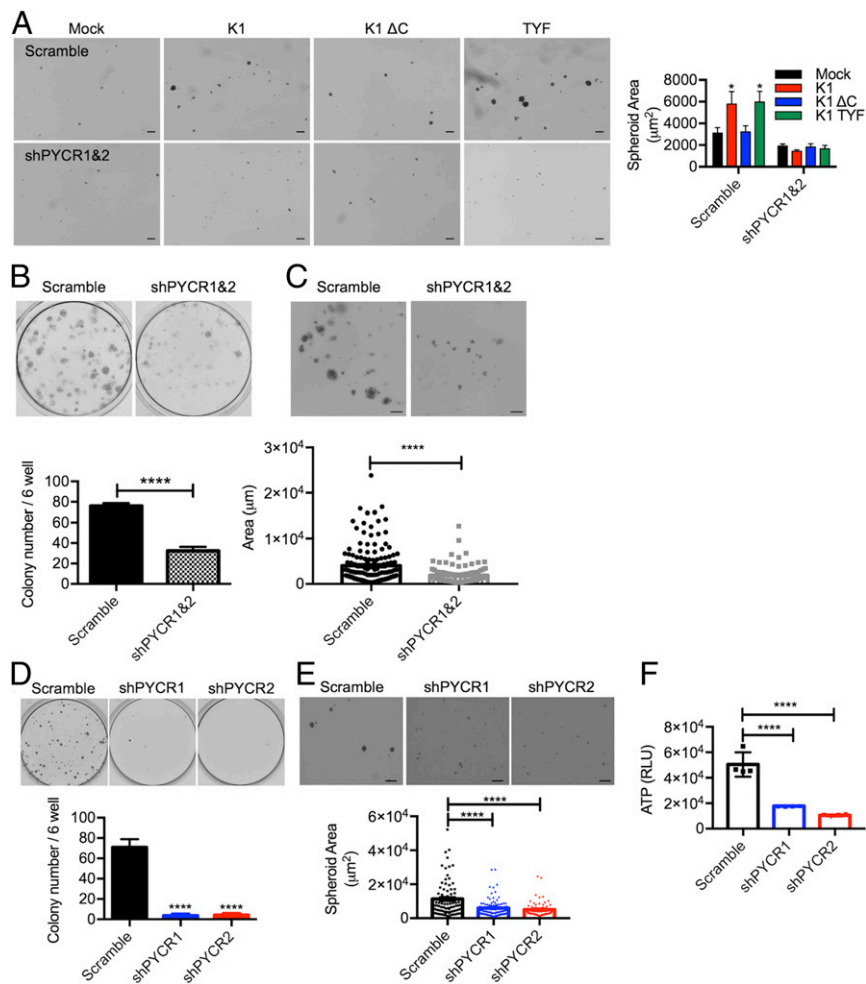 A
Mock
K1
K1 ΔC
TYF
Scramble
shPYCR1&2
Spheroid Area
(μm²)
8000
6000
4000
2000
0
*
*
Mock
K1
K1 ΔC
K1 TYF
Scramble
shPYCR1&2
B
Scramble
shPYCR1&2
Colony number / 6 well
100
80
60
40
20
0
****
Scramble
shPYCR1&2
C
Scramble
shPYCR1&2
Area (μm)
3×10⁴
2×10⁴
1×10⁴
0
****
Scramble
shPYCR1&2
D
Scramble
shPYCR1
shPYCR2
Colony number / 6 well
100
80
60
40
20
0
****
****
Scramble
shPYCR1
shPYCR2
E
Scramble
shPYCR1
shPYCR2
Spheroid Area
(μm²)
6×10⁴
4×10⁴
2×10⁴
0
****
****
Scramble
shPYCR1
shPYCR2
F
ATP (RLU)
8×10⁴
6×10⁴
4×10⁴
2×10⁴
0
****
****
Scramble
shPYCR1
shPYCR2